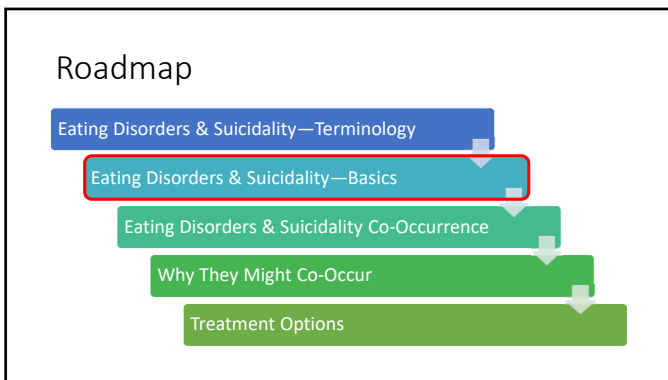 Roadmap
Eating Disorders & Suicidality—Terminology
Eating Disorders & Suicidality—Basics
Eating Disorders & Suicidality Co-Occurrence
Why They Might Co-Occur
Treatment Options